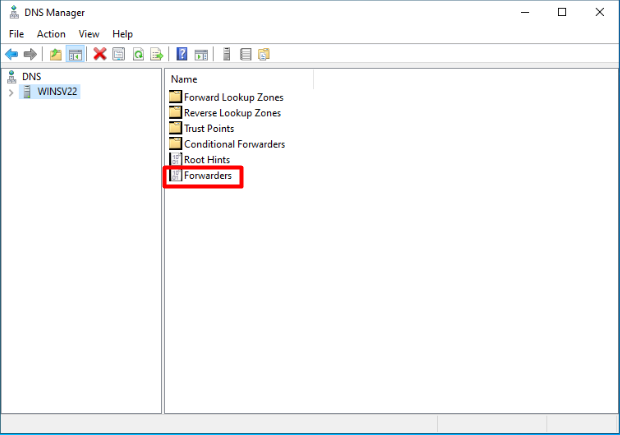 DNS Manager
File Action View Help
DNS
WINSV22
Name
Forward Lookup Zones
Reverse Lookup Zones
Trust Points
Conditional Forwarders
Root Hints
Forwarders